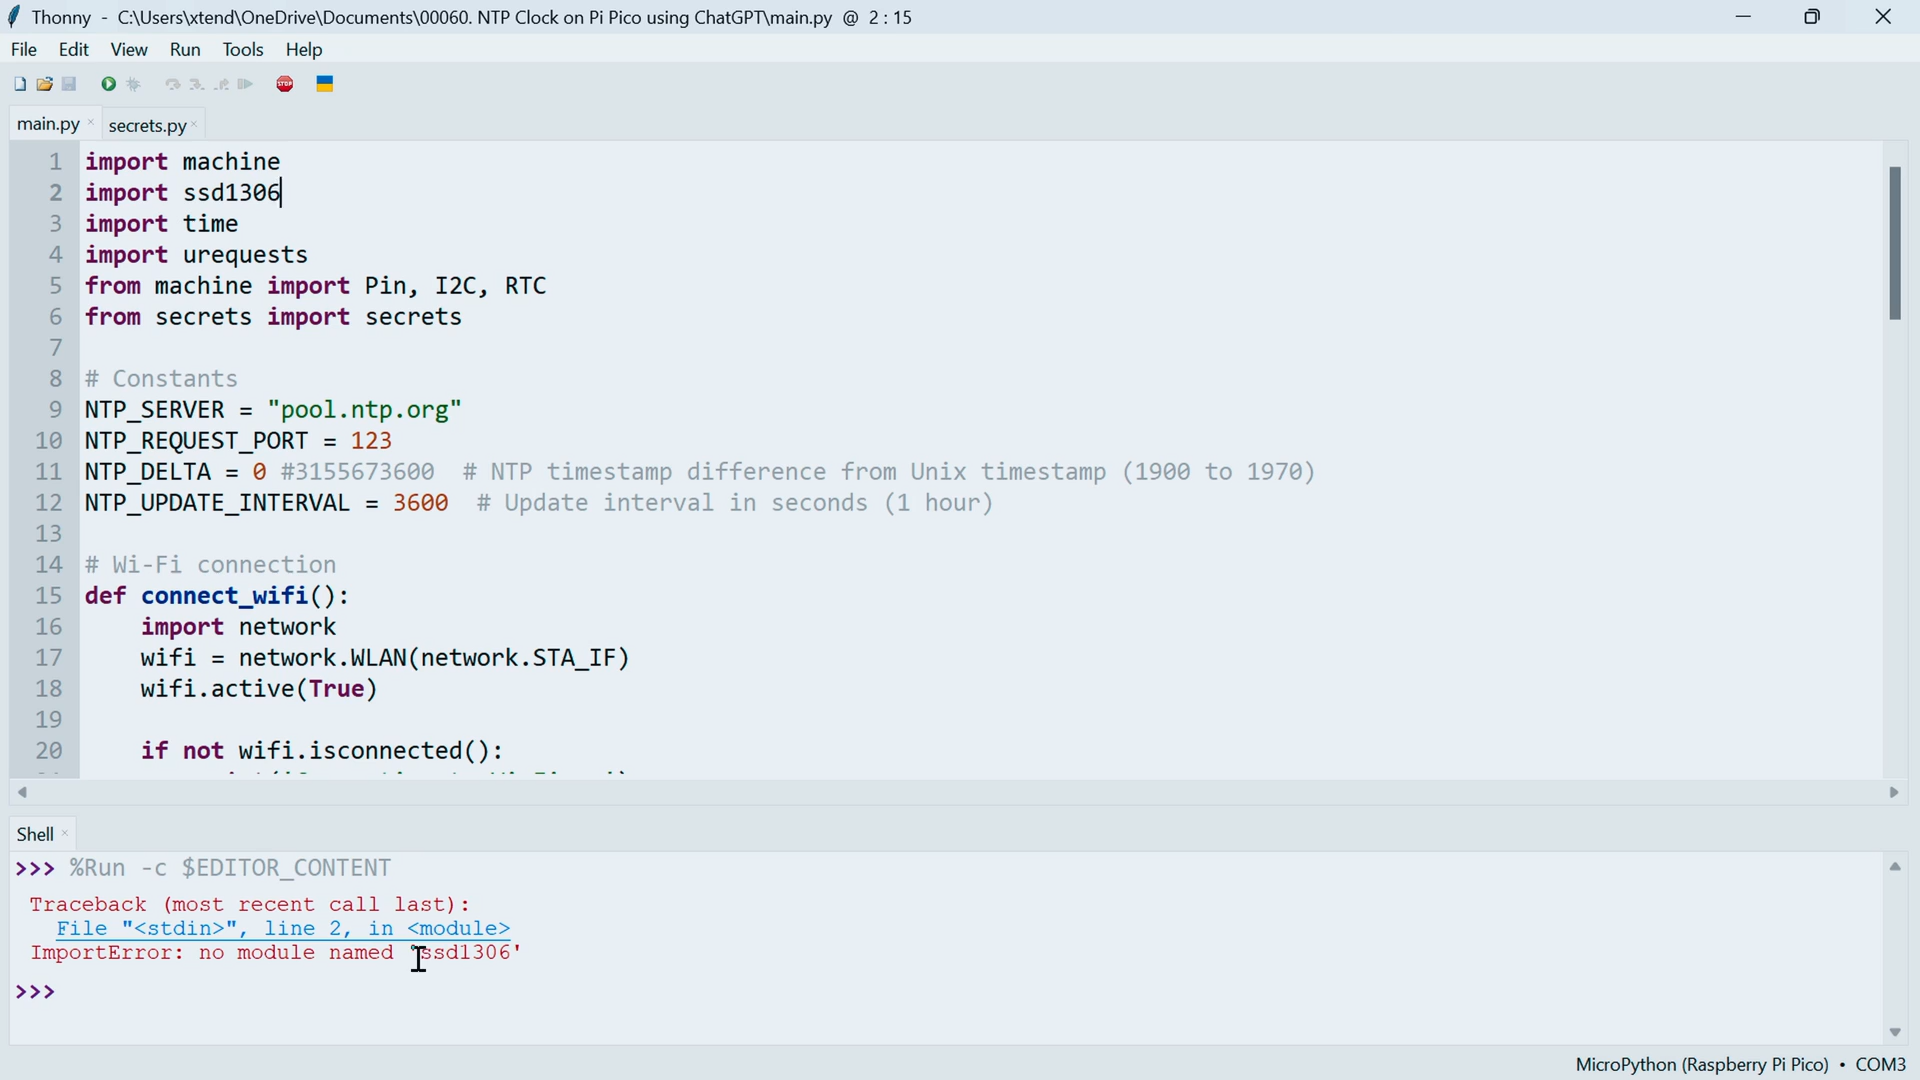 Thonny - C:\Users\xtend\OneDrive\Documents\00060. NTP Clock on Pi Pico using ChatGPT\main.py @ 2 : 15
File Edit View Run Tools Help
STOP
main.py × secrets.py ×
1 import machine
2 import ssd1306
3 import time
4 import urequests
5 from machine import Pin, I2C, RTC
6 from secrets import secrets
7
8 # Constants
9 NTP_SERVER = "pool.ntp.org"
10 NTP_REQUEST_PORT = 123
11 NTP_DELTA = 0 #3155673600  # NTP timestamp difference from Unix timestamp (1900 to 1970)
12 NTP_UPDATE_INTERVAL = 3600  # Update interval in seconds (1 hour)
13
14 # Wi-Fi connection
15 def connect_wifi():
16     import network
17     wifi = network.WLAN(network.STA_IF)
18     wifi.active(True)
19
20     if not wifi.isconnected():
Shell ×
>>> %Run -c $EDITOR_CONTENT
Traceback (most recent call last):
  File "<stdin>", line 2, in <module>
ImportError: no module named 'ssd1306'
>>>
MicroPython (Raspberry Pi Pico) • COM3